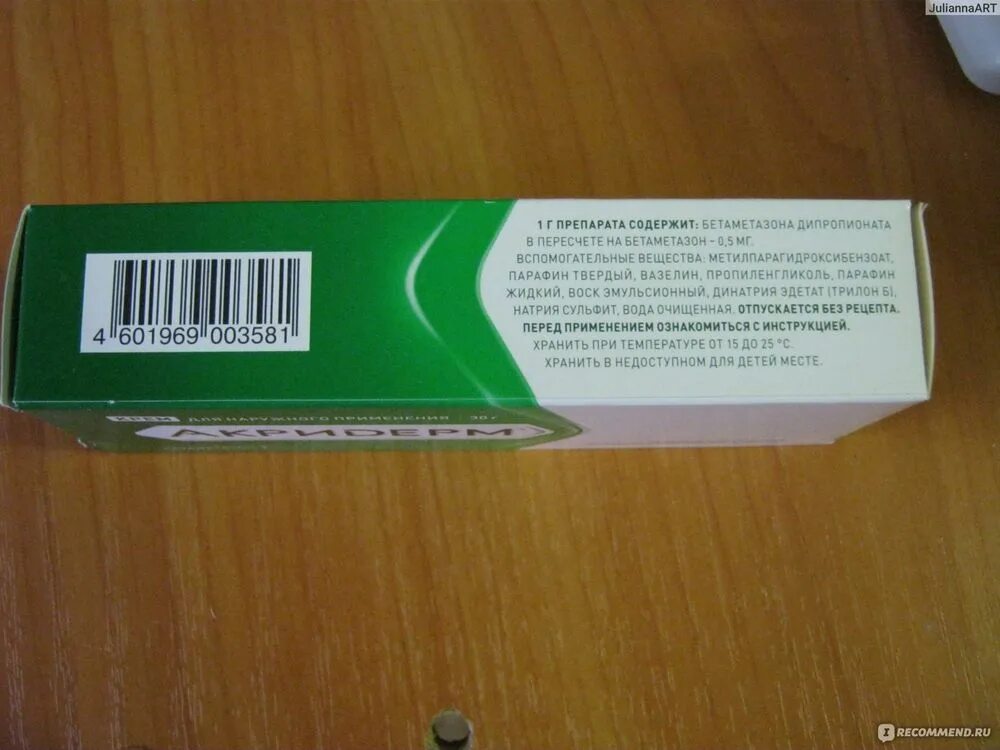 JuliannaART
1 Г ПРЕПАРАТА СОДЕРЖИТ: БЕТАМЕТАЗОНА ДИПРОПИОНАТА
В ПЕРЕСЧЕТЕ НА БЕТАМЕТАЗОН – 0,5 МГ.
ВСПОМОГАТЕЛЬНЫЕ ВЕЩЕСТВА: МЕТИЛПАРАГИДРОКСИБЕНЗОАТ,
ПАРАФИН ТВЕРДЫЙ, ВАЗЕЛИН, ПРОПИЛЕНГЛИКОЛЬ, ПАРАФИН
ЖИДКИЙ, ВОСК ЭМУЛЬСИОННЫЙ, ДИНАТРИЯ ЭДЕТАТ (ТРИЛОН Б),
НАТРИЯ СУЛЬФИТ, ВОДА ОЧИЩЕННАЯ. ОТПУСКАЕТСЯ БЕЗ РЕЦЕПТА.
ПЕРЕД ПРИМЕНЕНИЕМ ОЗНАКОМИТЬСЯ С ИНСТРУКЦИЕЙ.
ХРАНИТЬ ПРИ ТЕМПЕРАТУРЕ ОТ 15 ДО 25 °С.
ХРАНИТЬ В НЕДОСТУПНОМ ДЛЯ ДЕТЕЙ МЕСТЕ.
4 601969 003581
КРЕМ ДЛЯ НАРУЖНОГО ПРИМЕНЕНИЯ 30 г
АКРИДЕРМ
IRECOMMEND.RU